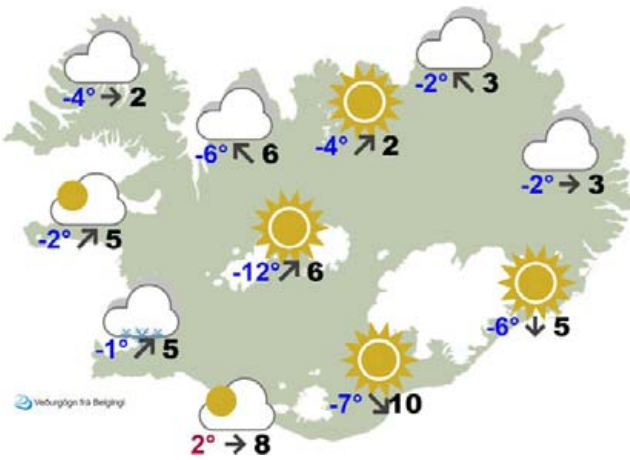 -2° ↖ 3
-4° → 2
-6° ↖ 6
-4° ↗ 2
-2° → 3
-2° ↗ 5
-12° ↗ 6
-6° ↓ 5
-1° ↗ 5
-7° ↘ 10
Veðurgögn frá Belgingi
2° → 8